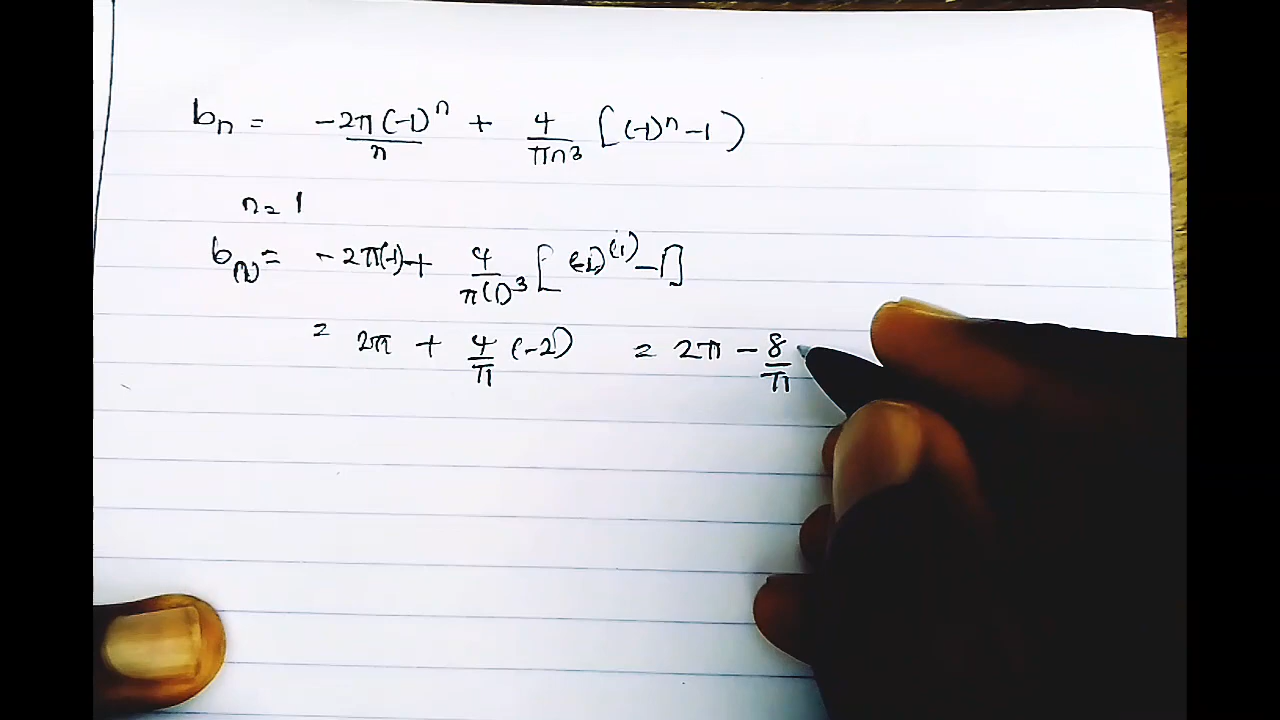 bn = -2π(-1)^n/n + 4/πn³ [(-1)^n - 1)
n = 1
b(1) = -2π(-1) + 4/π(1)³ [(-1)^(1) - 1]
= 2π + 4/π (-2) = 2π - 8/π